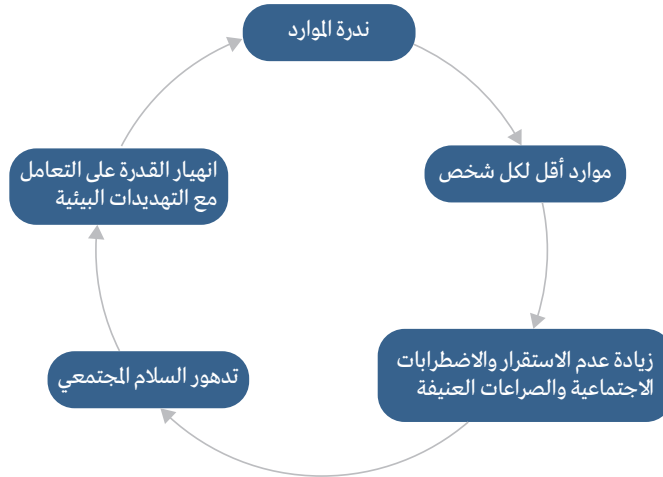 ندرة الموارد
موارد أقل لكل شخص
زيادة عدم الاستقرار والاضطرابات
الاجتماعية والصراعات العنيفة
تدهور السلام المجتمعي
انهيار القدرة على التعامل
مع التهديدات البيئية